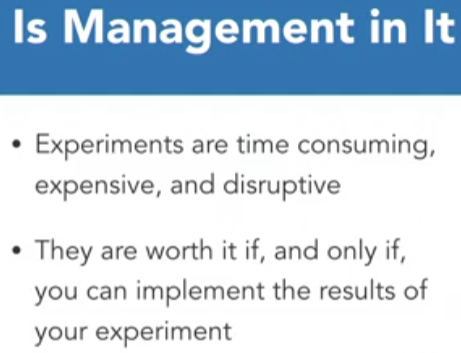 Is Management in It
• Experiments are time consuming,
expensive, and disruptive
• They are worth it if, and only if,
you can implement the results of
your experiment